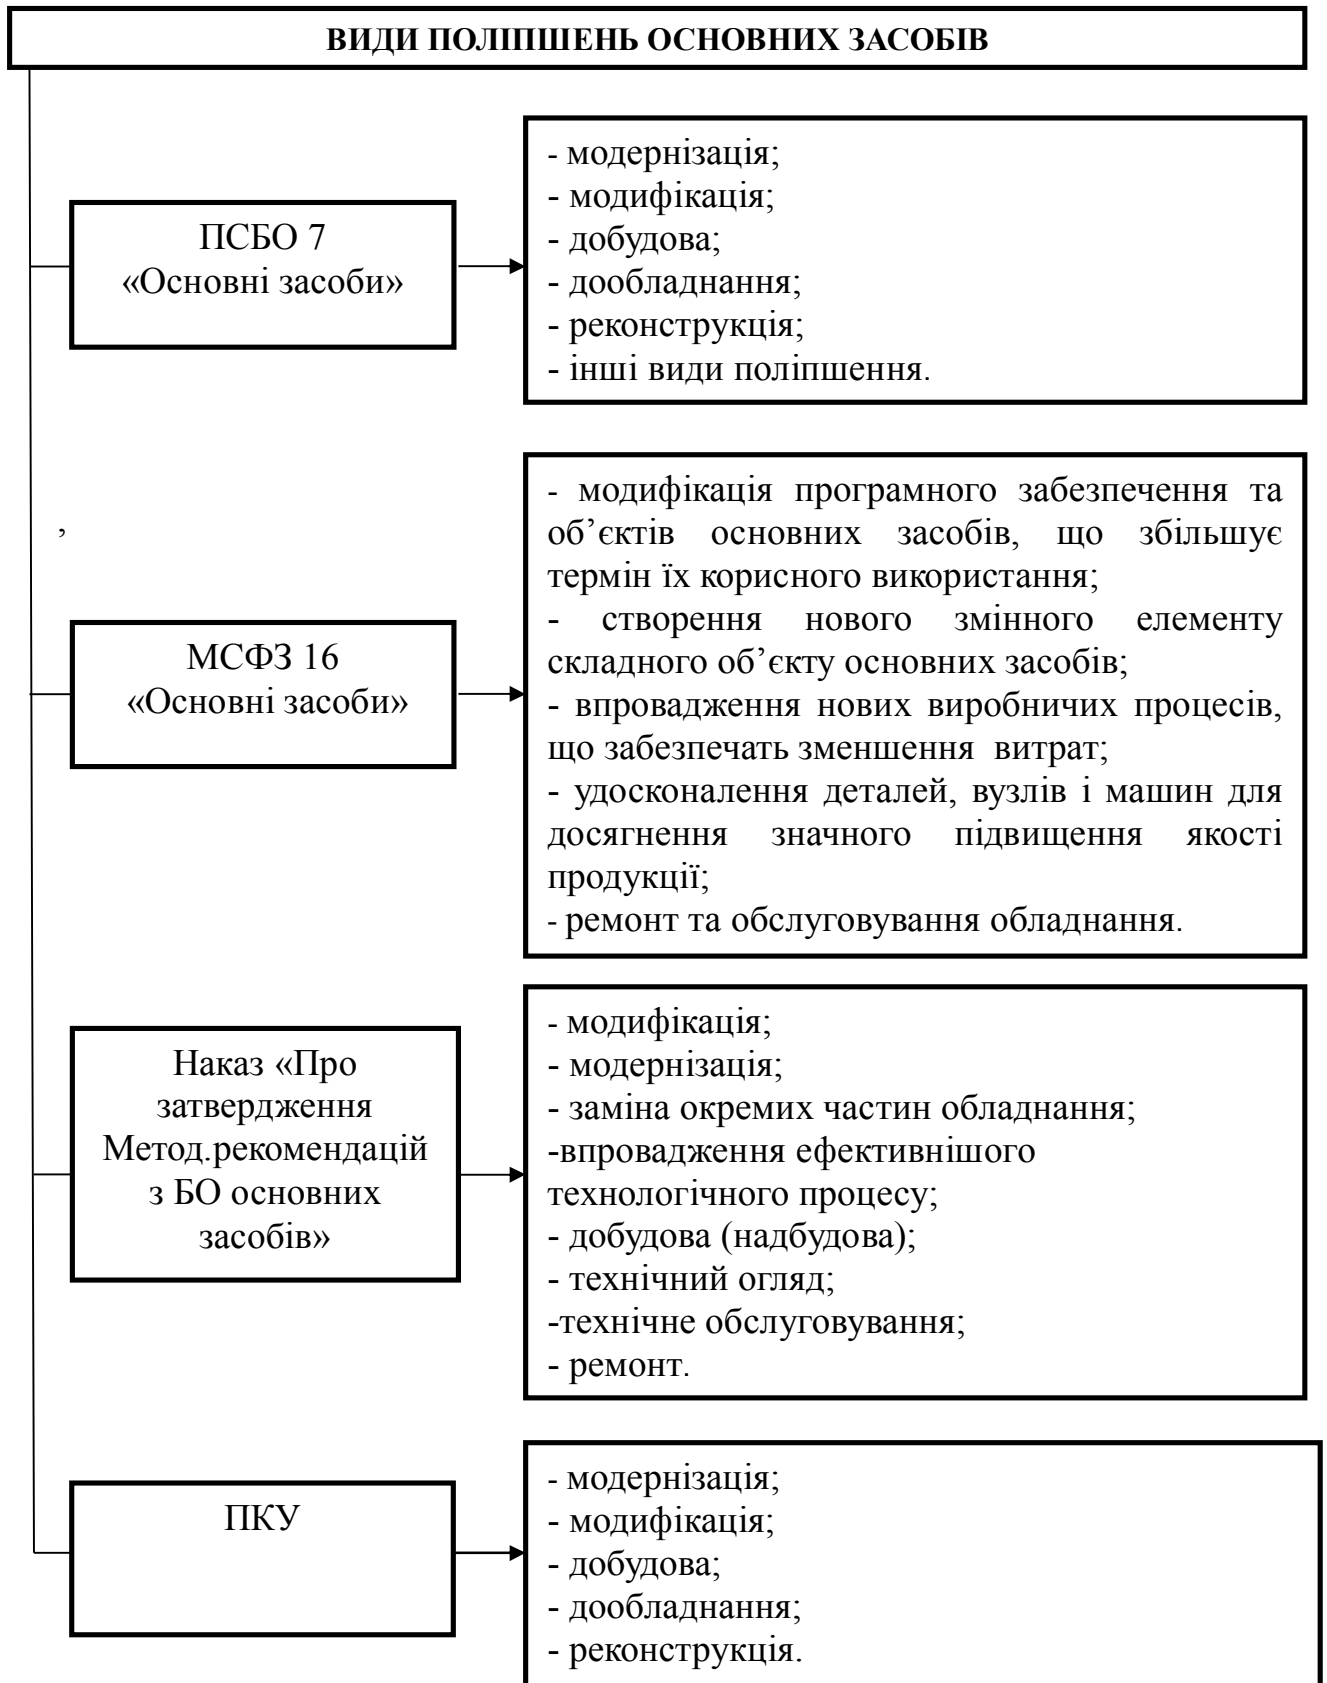 ВИДИ ПОЛІПШЕНЬ ОСНОВНИХ ЗАСОБІВ
ПСБО 7
«Основні засоби»
- модернізація;
- модифікація;
- добудова;
- дообладнання;
- реконструкція;
- інші види поліпшення.
,
МСФЗ 16
«Основні засоби»
- модифікація програмного забезпечення та
об’єктів основних засобів, що збільшує
термін їх корисного використання;
- створення нового змінного елементу
складного об’єкту основних засобів;
- впровадження нових виробничих процесів,
що забезпечать зменшення витрат;
- удосконалення деталей, вузлів і машин для
досягнення значного підвищення якості
продукції;
- ремонт та обслуговування обладнання.
Наказ «Про
затвердження
Метод.рекомендацій
з БО основних
засобів»
- модифікація;
- модернізація;
- заміна окремих частин обладнання;
-впровадження ефективнішого
технологічного процесу;
- добудова (надбудова);
- технічний огляд;
-технічне обслуговування;
- ремонт.
ПКУ
- модернізація;
- модифікація;
- добудова;
- дообладнання;
- реконструкція.